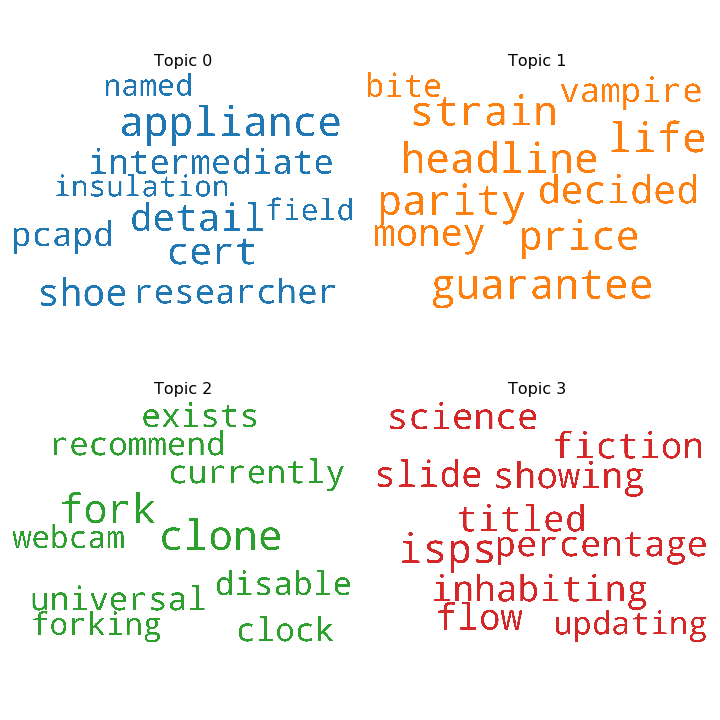 Topic 0
named
appliance
intermediate
insulation
detail field
pcapd
cert
shoe researcher
Topic 1
bite vampire
strain
life
headline
parity decided
money price
guarantee
Topic 2
exists
recommend
currently
fork
webcam clone
disable
universal
forking clock
Topic 3
science
fiction
slide showing
titled
isps percentage
inhabiting
flow updating